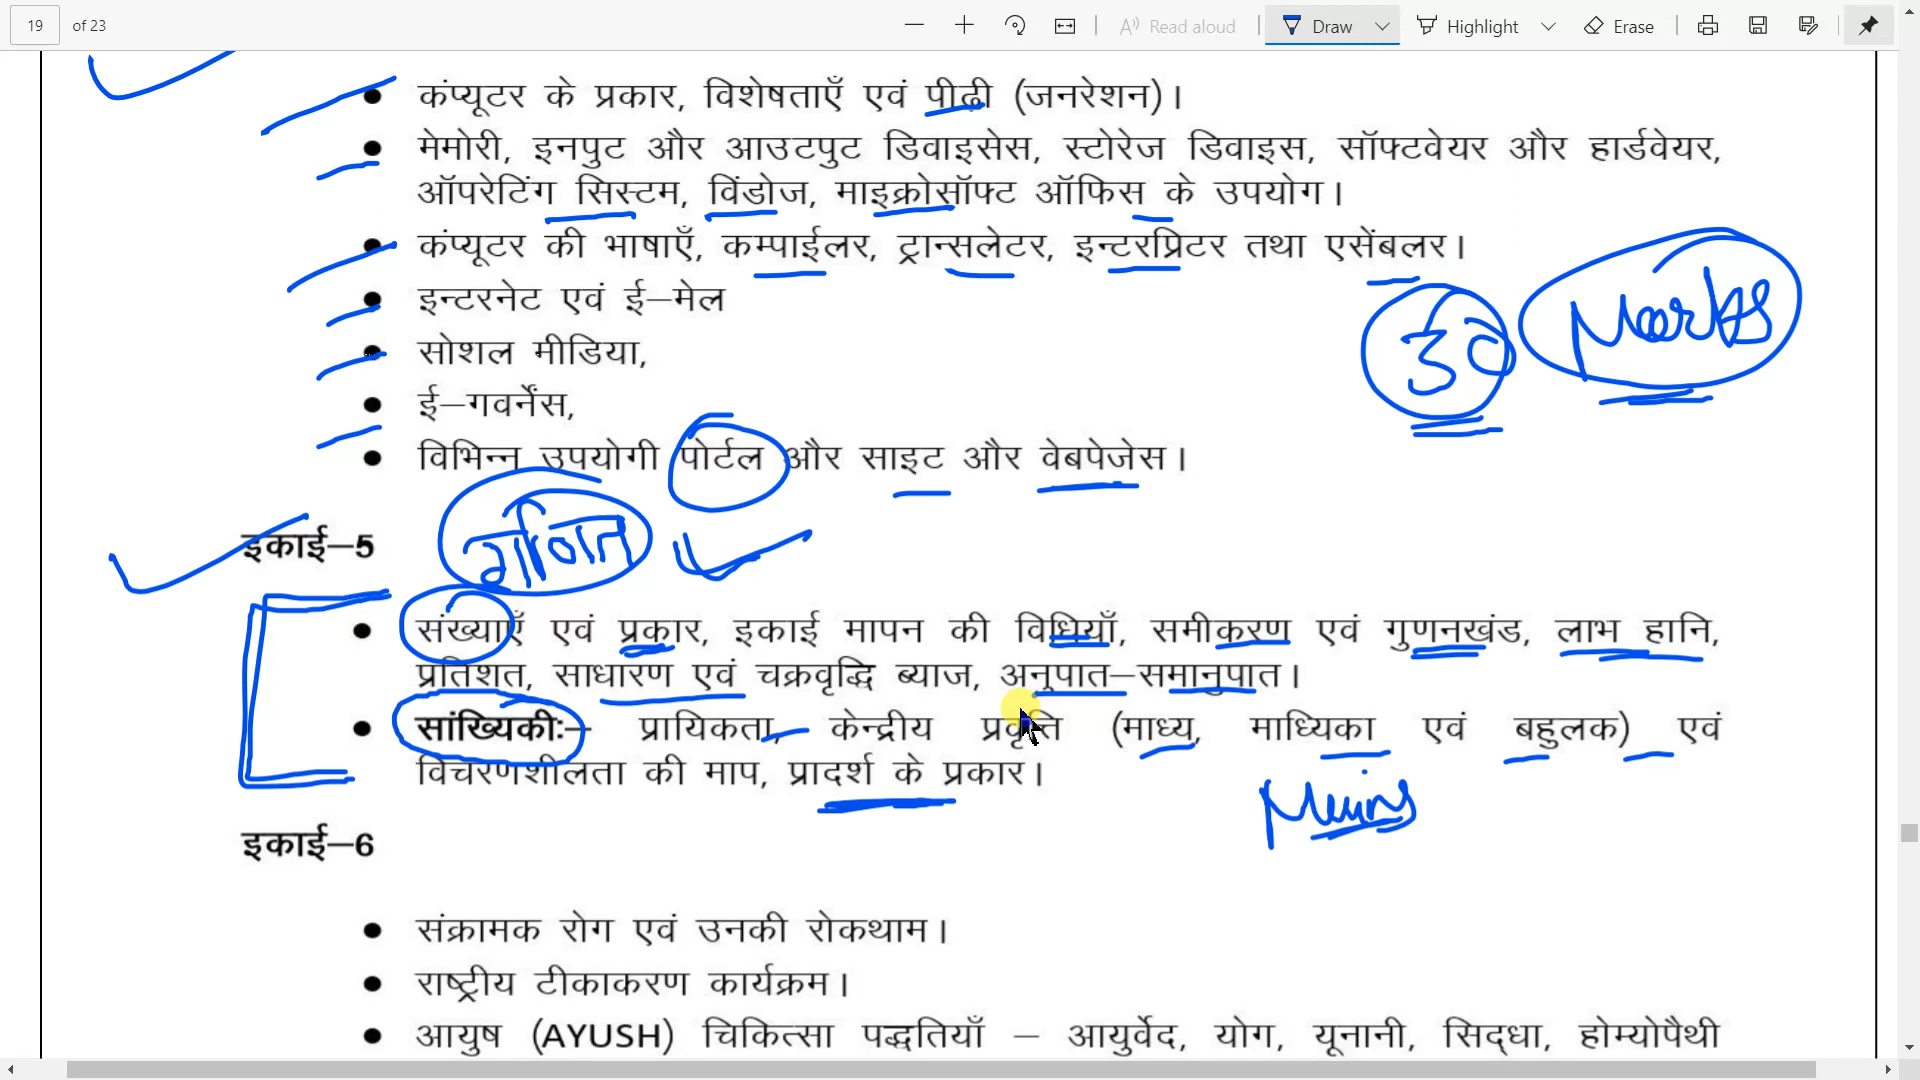 19 of 23 Read aloud Draw Highlight Erase
• कंप्यूटर के प्रकार, विशेषताएँ एवं पीढ़ी (जनरेशन)।
• मेमोरी, इनपुट और आउटपुट डिवाइसेस, स्टोरेज डिवाइस, सॉफ्टवेयर और हार्डवेयर,
ऑपरेटिंग सिस्टम, विंडोज, माइक्रोसॉफ्ट ऑफिस के उपयोग।
• कंप्यूटर की भाषाएँ, कम्पाईलर, ट्रान्सलेटर, इन्टरप्रिटर तथा एसेंबलर।
• इन्टरनेट एवं ई–मेल
30 Marks
• सोशल मीडिया,
• ई–गवर्नेंस,
• विभिन्न उपयोगी पोर्टल और साइट और वेबपेजेस।
इकाई–5 गणित
• संख्याएँ एवं प्रकार, इकाई मापन की विधियाँ, समीकरण एवं गुणनखंड, लाभ हानि,
प्रतिशत, साधारण एवं चक्रवृद्धि ब्याज, अनुपात–समानुपात।
• सांख्यिकीः– प्रायिकता, केन्द्रीय प्रवृत्ति (माध्य, माध्यिका एवं बहुलक) एवं
विचरणशीलता की माप, प्रादर्श के प्रकार।
इकाई–6
• संक्रामक रोग एवं उनकी रोकथाम।
• राष्ट्रीय टीकाकरण कार्यक्रम।
• आयुष (AYUSH) चिकित्सा पद्धतियाँ – आयुर्वेद, योग, यूनानी, सिद्धा, होम्योपैथी